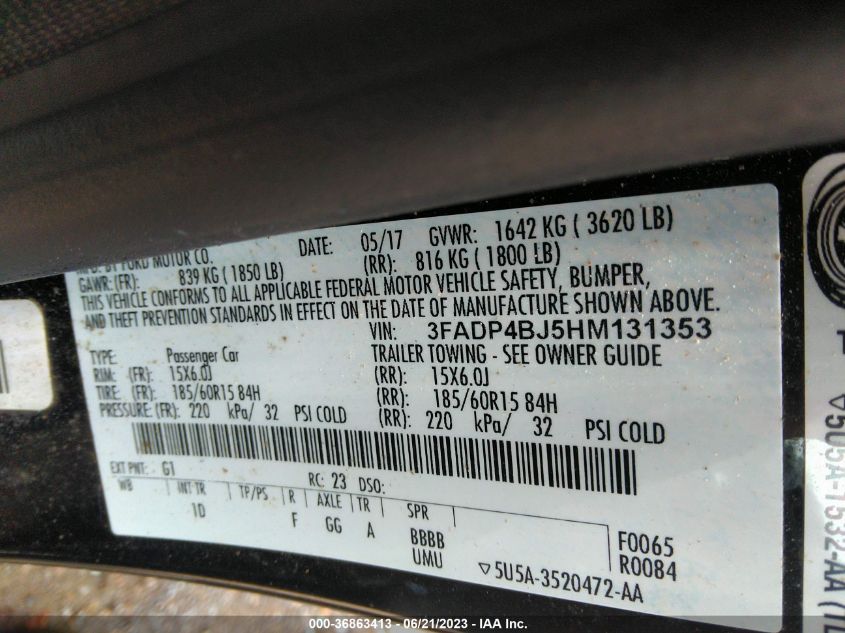 MFD. BY FORD MOTOR CO.
DATE: 05/17 GVWR: 1642 KG ( 3620 LB)
GAWR: (FR): 839 KG ( 1850 LB) (RR): 816 KG ( 1800 LB)
THIS VEHICLE CONFORMS TO ALL APPLICABLE FEDERAL MOTOR VEHICLE SAFETY, BUMPER,
AND THEFT PREVENTION STANDARDS IN EFFECT ON THE DATE OF MANUFACTURE SHOWN ABOVE.
VIN: 3FADP4BJ5HM131353
TYPE: Passenger Car TRAILER TOWING - SEE OWNER GUIDE
RIM: (FR): 15X6.0J (RR): 15X6.0J
TIRE: (FR): 185/60R15 84H (RR): 185/60R15 84H
PRESSURE: (FR): 220 kPa/ 32 PSI COLD (RR): 220 kPa/ 32 PSI COLD
EXT PNT: G1 RC: 23 DSO:
WB INT TR TP/PS R AXLE TR SPR
1D F GG A BBBB F0065
UMU R0084
▽5U5A-3520472-AA
▽5U5A-1532-AA
000-36863413 - 06/21/2023 - IAA Inc.